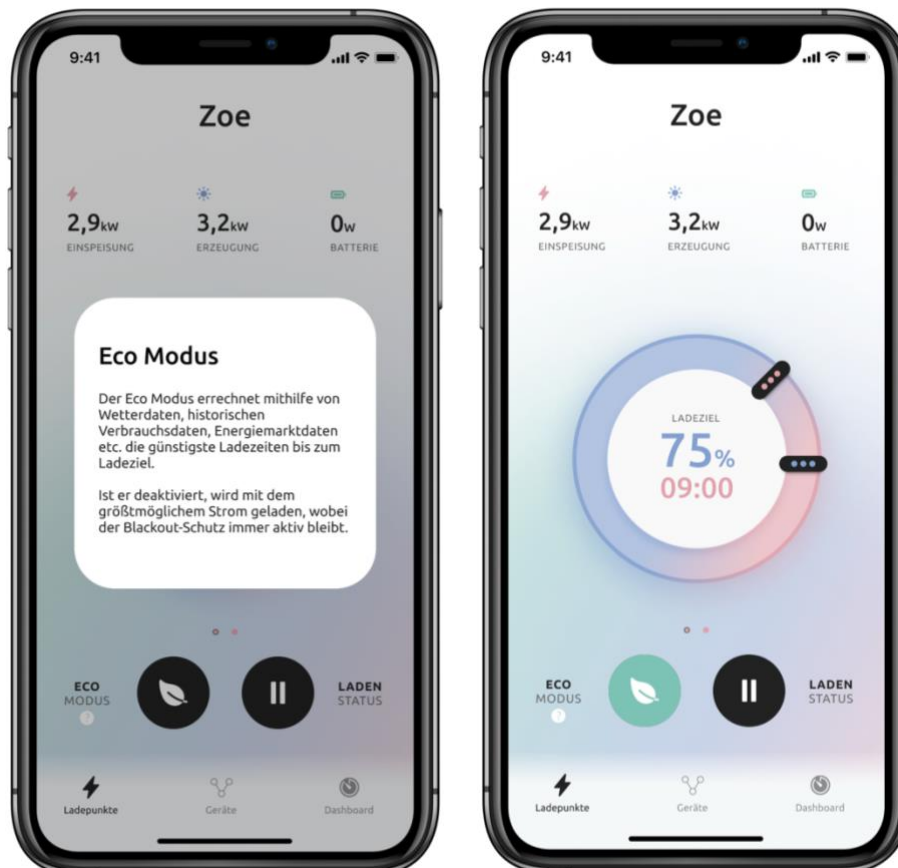 9:41
Zoe
2,9kw 3,2kw 0w
EINSPEISUNG ERZEUGUNG BATTERIE
Eco Modus
Der Eco Modus errechnet mithilfe von
Wetterdaten, historischen
Verbrauchsdaten, Energiemarktdaten
etc. die günstigste Ladezeiten bis zum
Ladeziel.
Ist er deaktiviert, wird mit dem
größtmöglichem Strom geladen, wobei
der Blackout-Schutz immer aktiv bleibt.
ECO LADEN
MODUS STATUS
?
Ladepunkte Geräte Dashboard
9:41
Zoe
2,9kw 3,2kw 0w
EINSPEISUNG ERZEUGUNG BATTERIE
LADEZIEL
75%
09:00
ECO LADEN
MODUS STATUS
?
Ladepunkte Geräte Dashboard